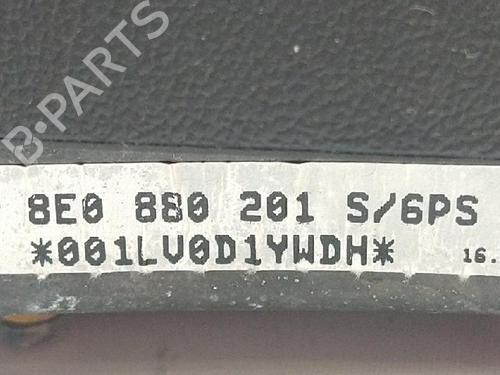 B-PARTS
8E0 880 201 S/6PS
*001LV0D1YWDH*
16.